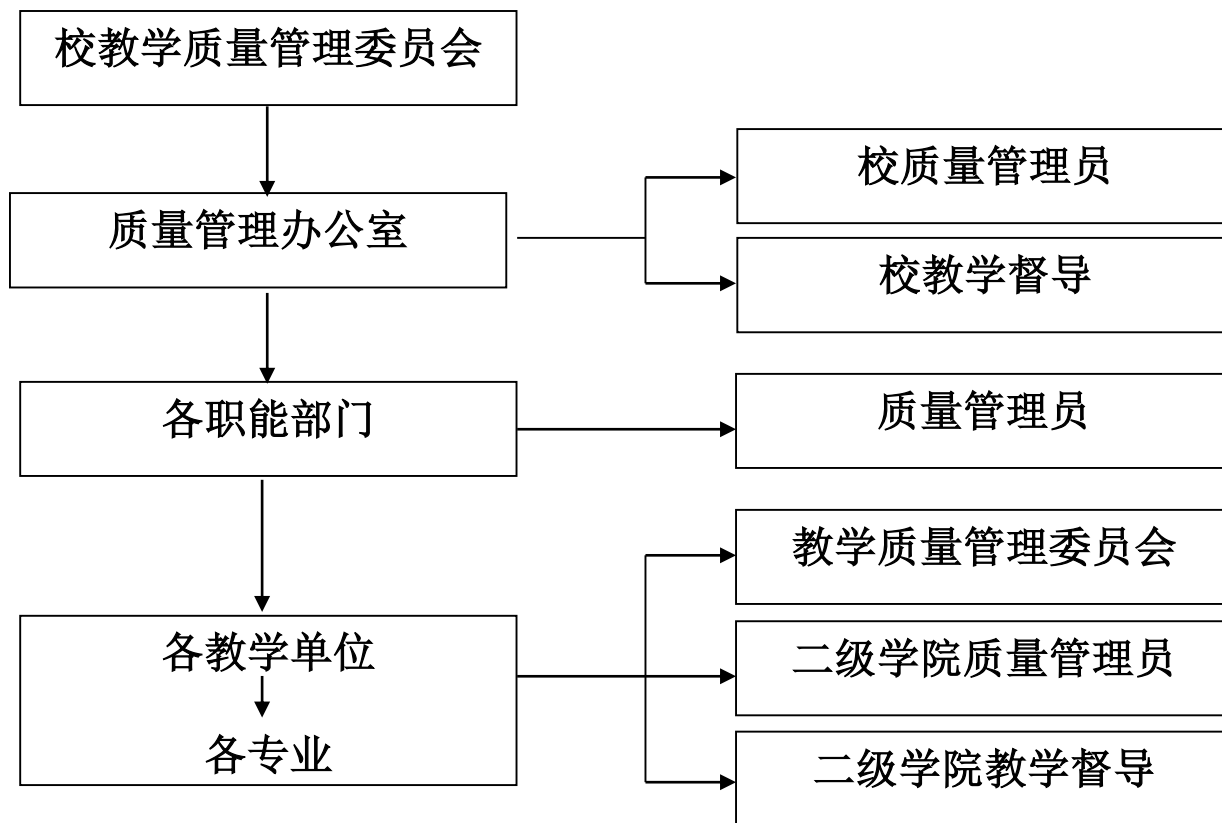 校教学质量管理委员会
质量管理办公室
校质量管理员
校教学督导
各职能部门
质量管理员
各教学单位
各专业
教学质量管理委员会
二级学院质量管理员
二级学院教学督导